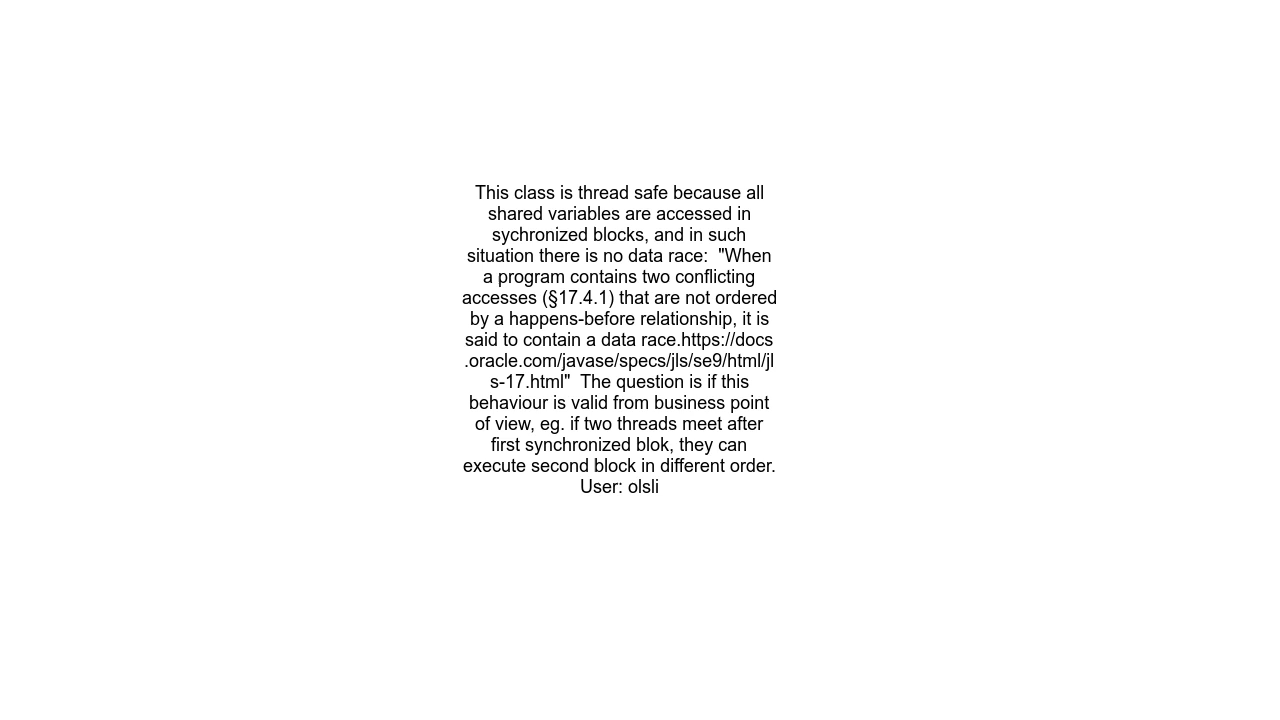 This class is thread safe because all
shared variables are accessed in
sychronized blocks, and in such
situation there is no data race:  "When
a program contains two conflicting
accesses (§17.4.1) that are not ordered
by a happens-before relationship, it is
said to contain a data race.https://docs
.oracle.com/javase/specs/jls/se9/html/jl
s-17.html"  The question is if this
behaviour is valid from business point
of view, eg. if two threads meet after
first synchronized blok, they can
execute second block in different order.
User: olsli